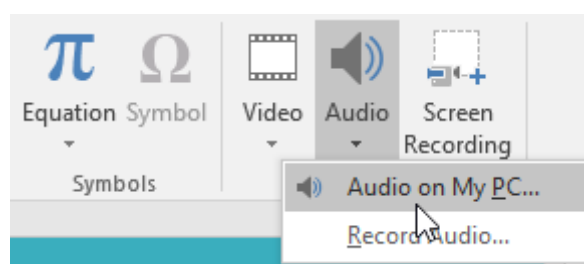 Equation Symbol Video Audio Screen
Recording
Symbols
Audio on My PC...
Record Audio...